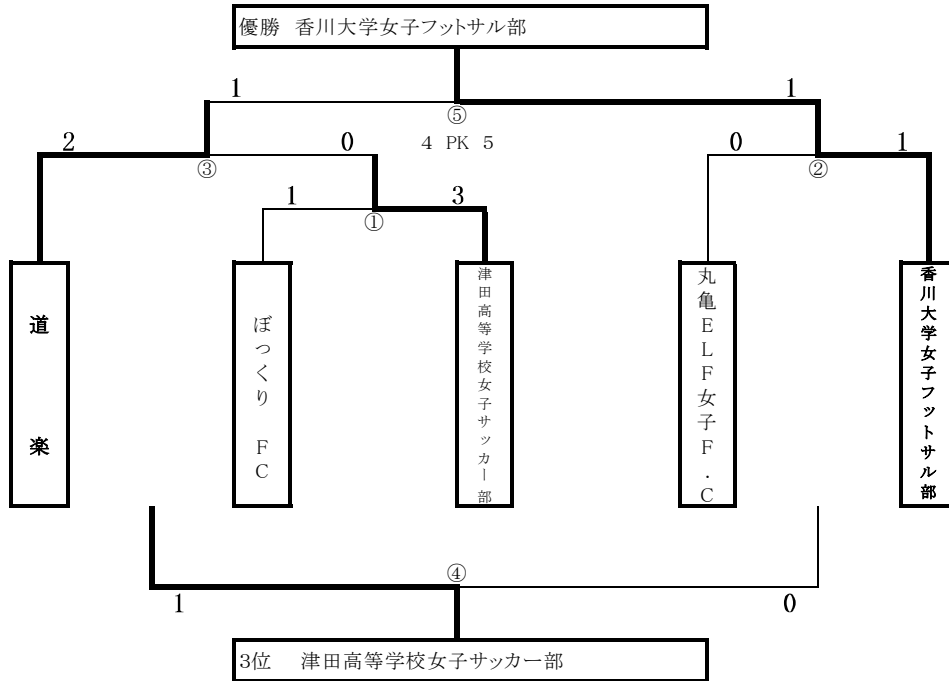 優勝 香川大学女子フットサル部
1 1
⑤
2 0 4 PK 5 0 1
③ ②
1 3
①
道楽
ぽっくり FC
津田高等学校女子サッカー部
丸亀ELF女子F.C
香川大学女子フットサル部
④
1 0
3位 津田高等学校女子サッカー部